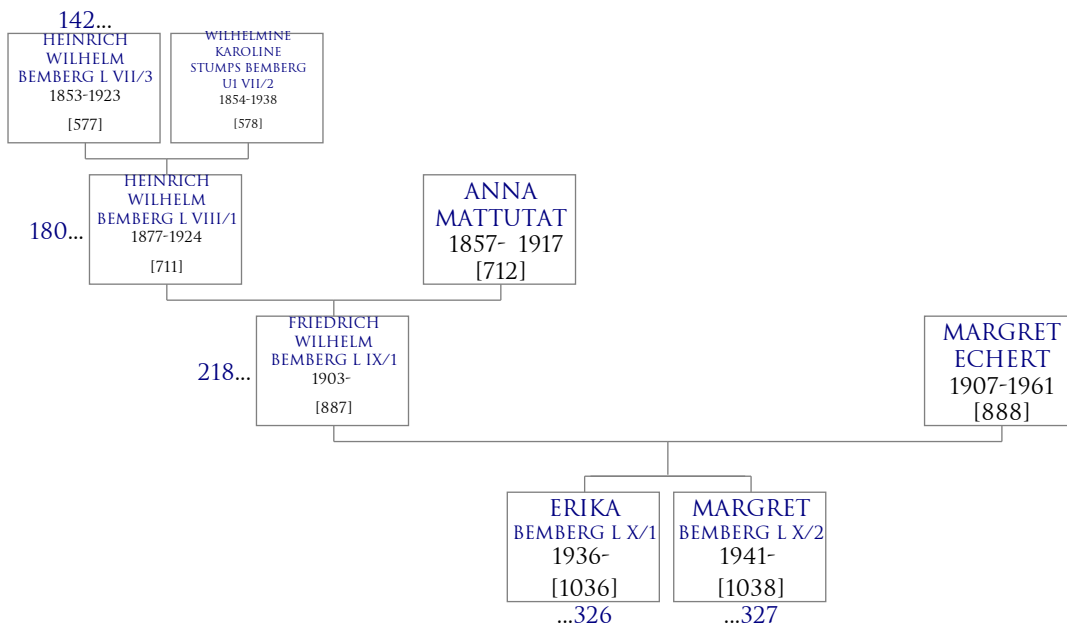 142...
HEINRICH
WILHELM
BEMBERG L VII/3
1853-1923
[577]
WILHELMINE
KAROLINE
STUMPS BEMBERG
U1 VII/2
1854-1938
[578]
180...
HEINRICH
WILHELM
BEMBERG L VIII/1
1877-1924
[711]
ANNA
MATTUTAT
1857- 1917
[712]
218...
FRIEDRICH
WILHELM
BEMBERG L IX/1
1903-
[887]
MARGRET
ECHERT
1907-1961
[888]
ERIKA
BEMBERG L X/1
1936-
[1036]
...326
MARGRET
BEMBERG L X/2
1941-
[1038]
...327